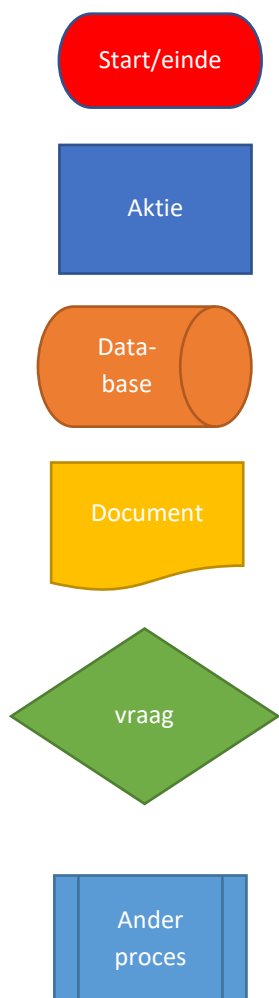 Start/einde
Aktie
Data-
base
Document
vraag
Ander
proces